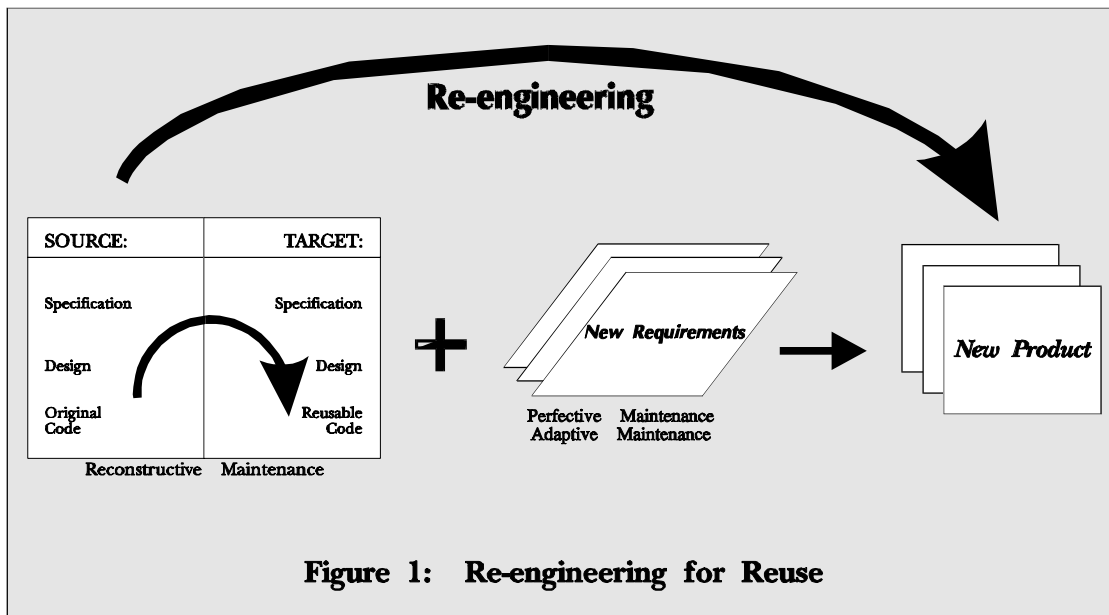 Re-engineering
SOURCE:
TARGET:
Specification
Specification
Design
Design
Original
Code
Reusable
Code
Reconstructive Maintenance
New Requirements
Perfective Maintenance
Adaptive Maintenance
New Product
Figure 1: Re-engineering for Reuse